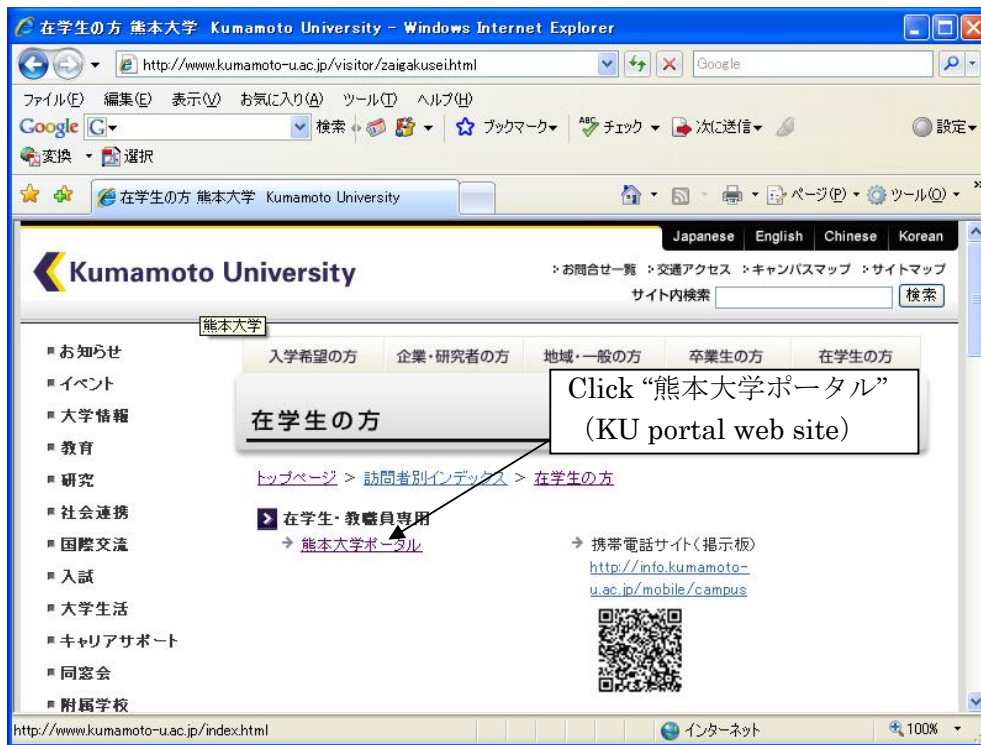 在学生の方 熊本大学 Kumamoto University - Windows Internet Explorer
http://www.kumamoto-u.ac.jp/visitor/zaigakusei.html
Google
ファイル(F) 編集(E) 表示(V) お気に入り(A) ツール(T) ヘルプ(H)
Google G 検索 ブックマーク ABC チェック 次に送信 設定
変換 選択
在学生の方 熊本大学 Kumamoto University
ページ(P) ツール(O) »
Japanese English Chinese Korean
Kumamoto University
お問合せ一覧 交通アクセス キャンパスマップ サイトマップ
サイト内検索 検索
熊本大学
入学希望の方 企業・研究者の方 地域・一般の方 卒業生の方 在学生の方
お知らせ
イベント
大学情報
教育
研究
社会連携
国際交流
入試
大学生活
キャリアサポート
同窓会
附属学校
在学生の方
Click “熊本大学ポータル”
（KU portal web site）
トップページ > 訪問者別インデックス > 在学生の方
在学生・教職員専用
熊本大学ポータル
携帯電話サイト（掲示板）
http://info.kumamoto-
u.ac.jp/mobile/campus
http://www.kumamoto-u.ac.jp/index.html
インターネット
100%